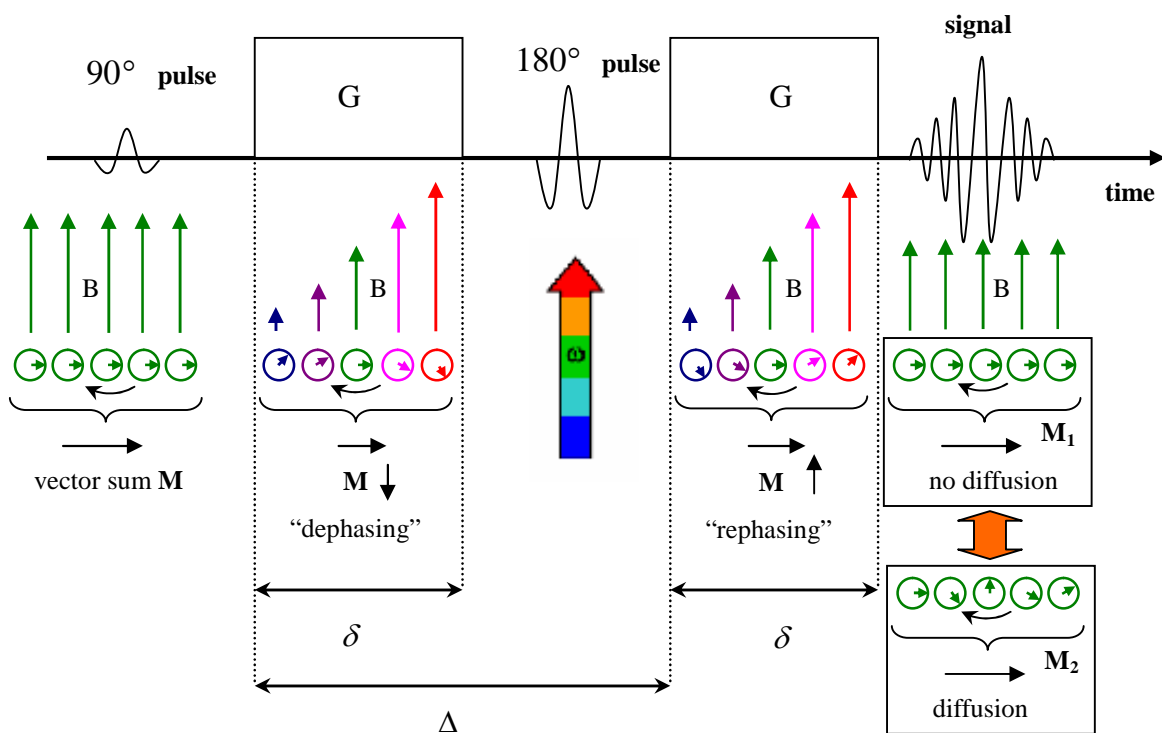 signal
90° pulse
G
180° pulse
G
time
B
B
ω
B
B
vector sum M
M
M
M₁
no diffusion
"dephasing"
"rephasing"
δ
δ
M₂
diffusion
Δ